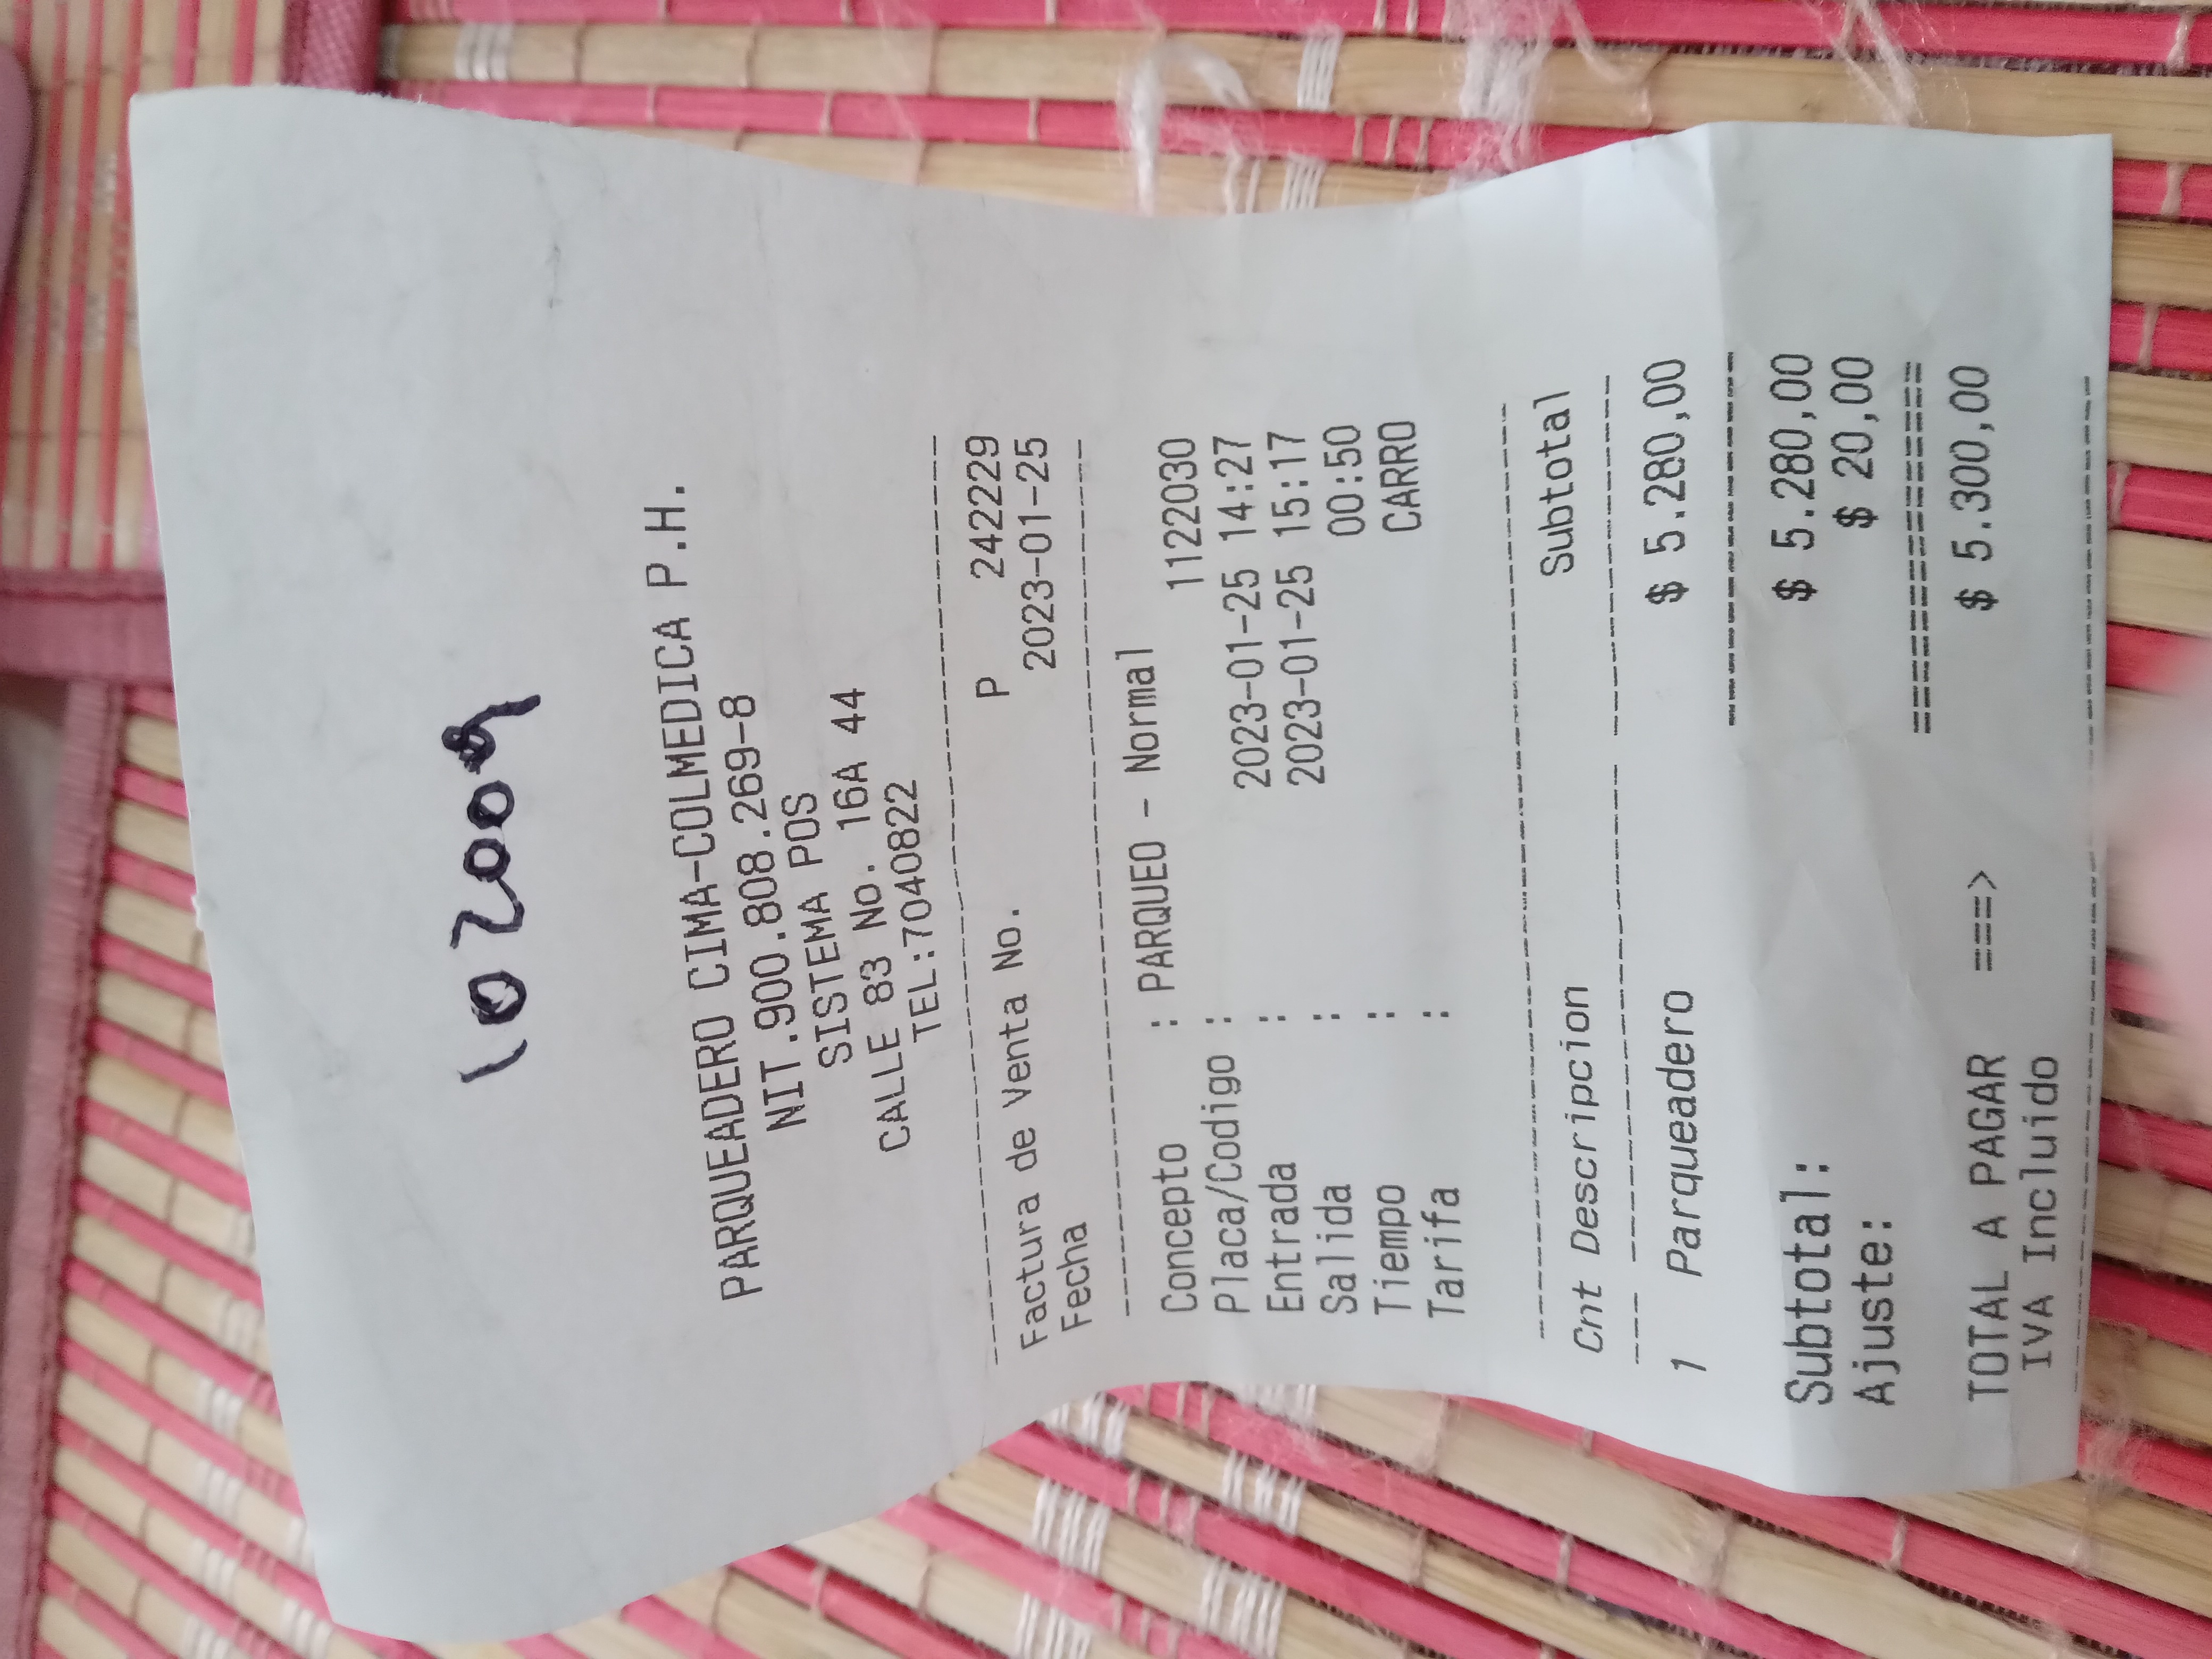 102009
PARQUEADERO CIMA-COLMEDICA P.H.
NIT.900.808.269-8
SISTEMA POS
CALLE 83 No. 16A 44
TEL:7040822
Factura de Venta No. P 242229
Fecha 2023-01-25
Concepto : PARQUEO - Normal
Placa/Codigo : 1122030
Entrada : 2023-01-25 14:27
Salida : 2023-01-25 15:17
Tiempo : 00:50
Tarifa : CARRO
Cnt Descripcion Subtotal
1 Parqueadero $ 5.280,00
Subtotal: $ 5.280,00
Ajuste: $ 20,00
TOTAL A PAGAR ===> $ 5.300,00
IVA Incluido